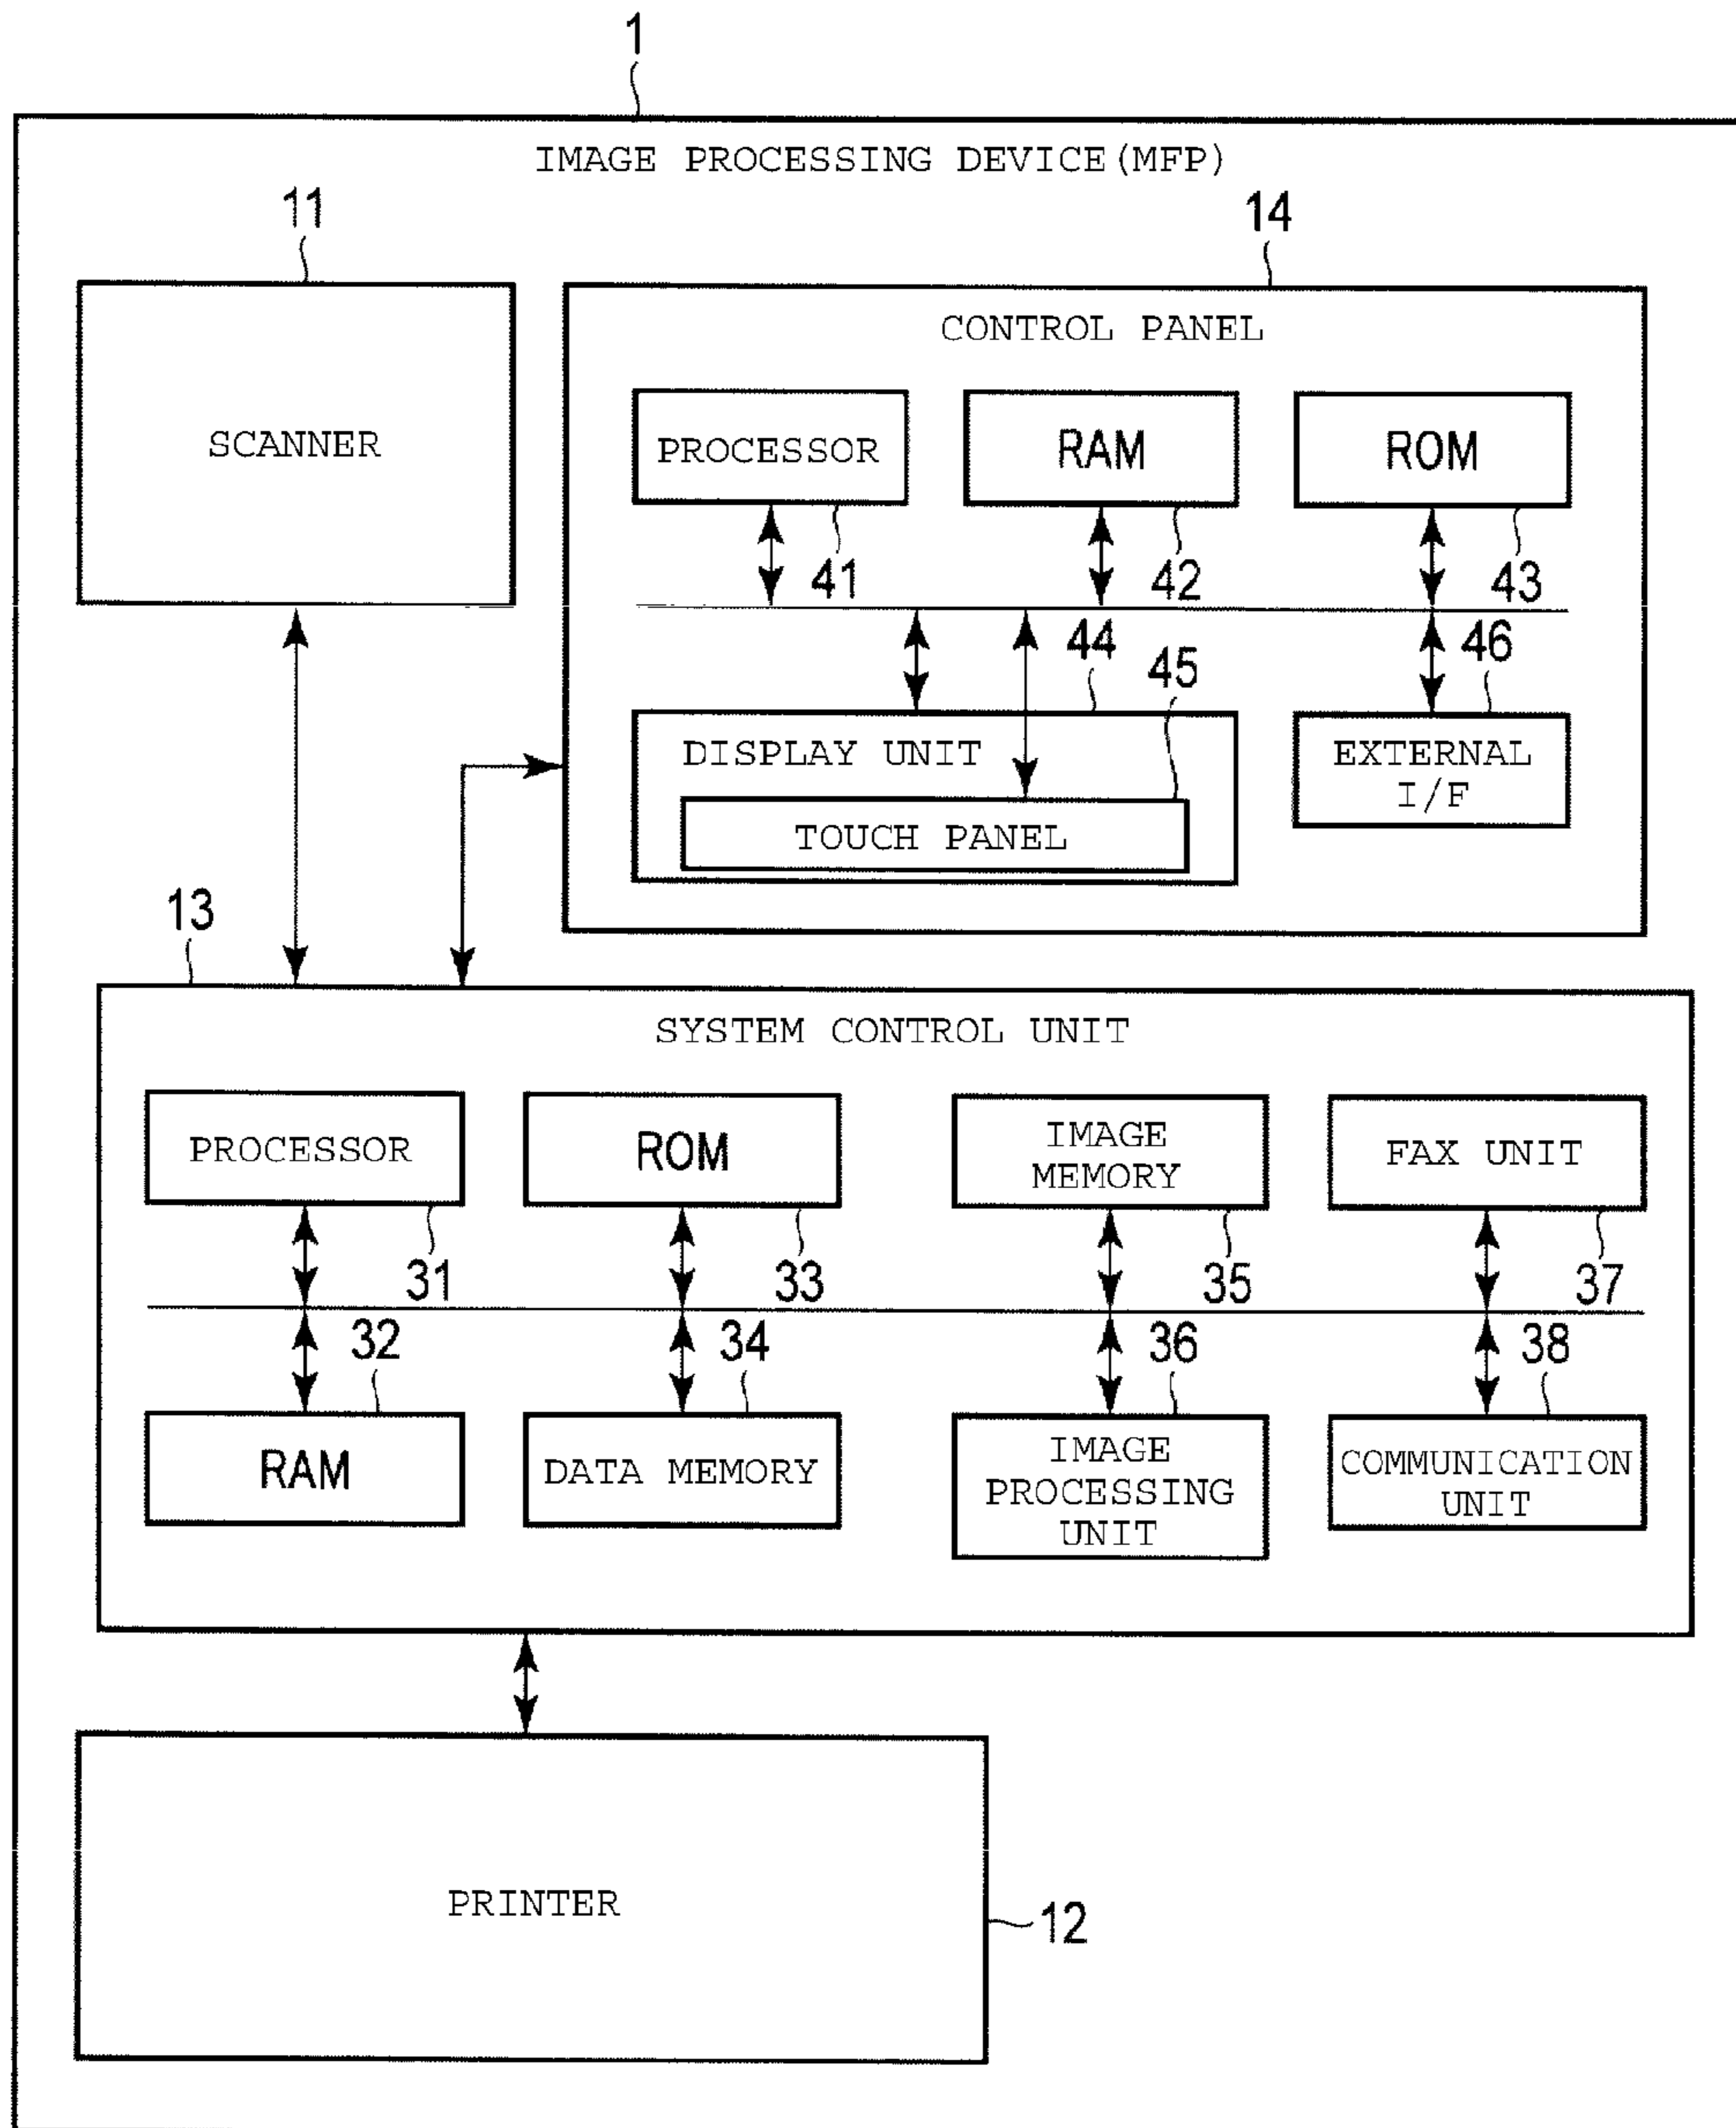 1
IMAGE PROCESSING DEVICE(MFP)
11
14
SCANNER
CONTROL PANEL
PROCESSOR
RAM
ROM
41
42
43
44
45
46
DISPLAY UNIT
TOUCH PANEL
EXTERNAL
I/F
13
SYSTEM CONTROL UNIT
PROCESSOR
ROM
IMAGE
MEMORY
FAX UNIT
31
33
35
37
32
34
36
38
RAM
DATA MEMORY
IMAGE
PROCESSING
UNIT
COMMUNICATION
UNIT
PRINTER
12